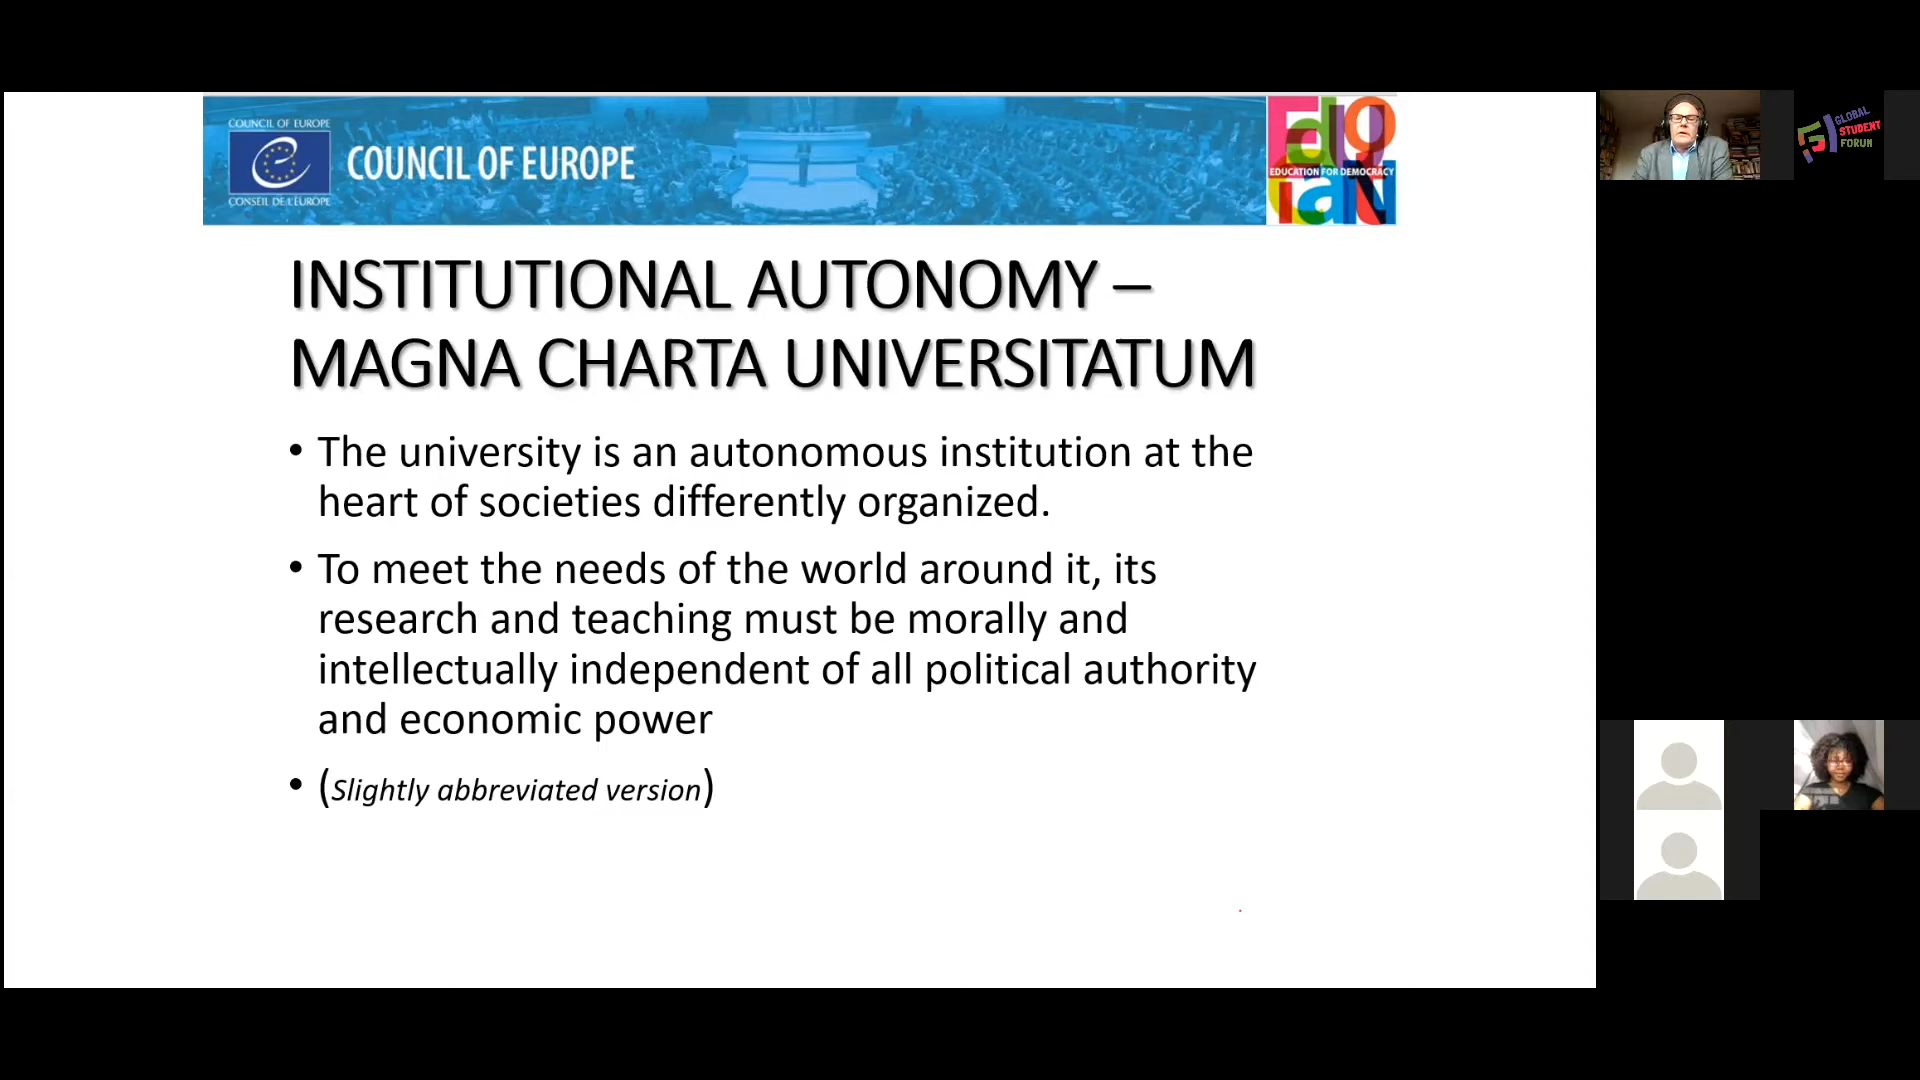 COUNCIL OF EUROPE
COUNCIL OF EUROPE
CONSEIL DE L'EUROPE
EDUCATION FOR DEMOCRACY
GLOBAL
STUDENT
FORUM
INSTITUTIONAL AUTONOMY –
MAGNA CHARTA UNIVERSITATUM
• The university is an autonomous institution at the
heart of societies differently organized.
• To meet the needs of the world around it, its
research and teaching must be morally and
intellectually independent of all political authority
and economic power
• (Slightly abbreviated version)